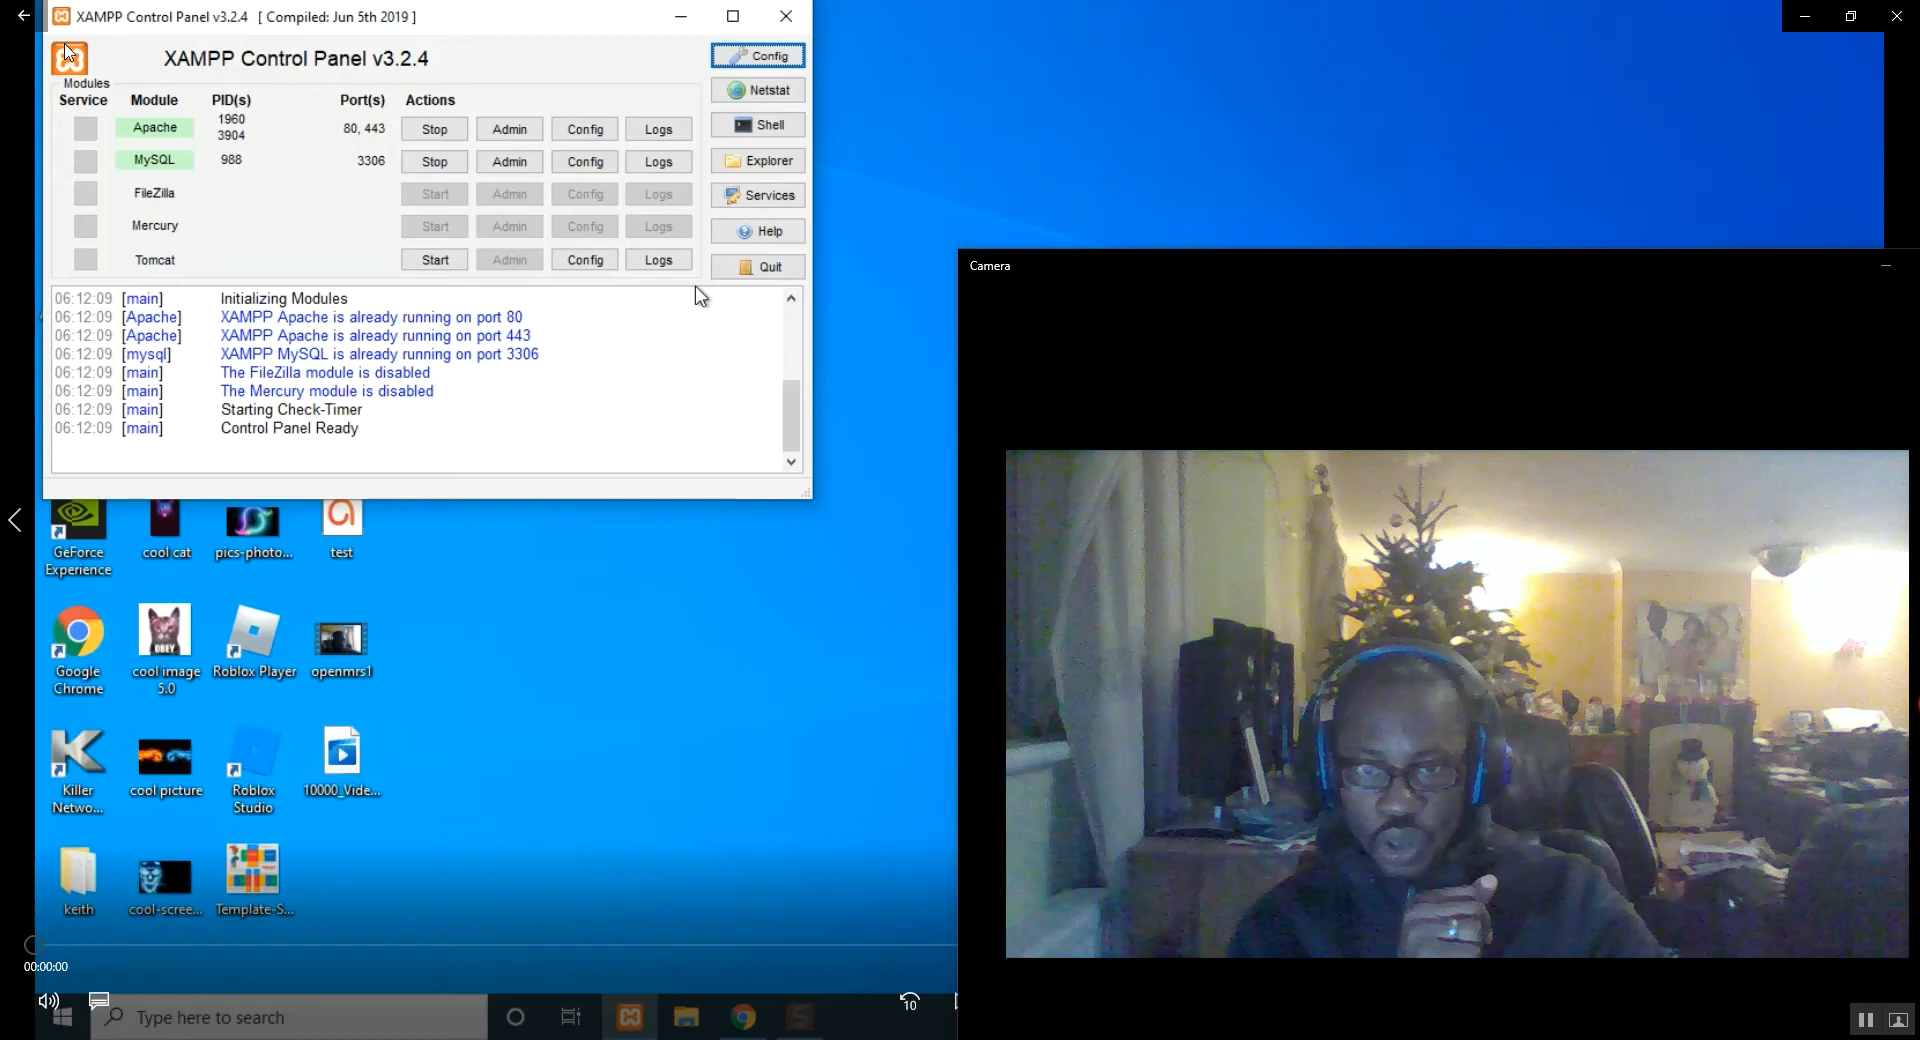 XAMPP Control Panel v3.2.4 [ Compiled: Jun 5th 2019 ]
XAMPP Control Panel v3.2.4
Modules
Service Module PID(s) Port(s) Actions
Apache 1960 3904 80, 443 Stop Admin Config Logs
MySQL 988 3306 Stop Admin Config Logs
FileZilla Start Admin Config Logs
Mercury Start Admin Config Logs
Tomcat Start Admin Config Logs
Config
Netstat
Shell
Explorer
Services
Help
Quit
06:12:09 [main] Initializing Modules
06:12:09 [Apache] XAMPP Apache is already running on port 80
06:12:09 [Apache] XAMPP Apache is already running on port 443
06:12:09 [mysql] XAMPP MySQL is already running on port 3306
06:12:09 [main] The FileZilla module is disabled
06:12:09 [main] The Mercury module is disabled
06:12:09 [main] Starting Check-Timer
06:12:09 [main] Control Panel Ready
Camera
GeForce Experience
cool cat
pics-photo...
test
Google Chrome
OBEY
cool image 5.0
Roblox Player
openmrs1
Killer Netwo...
cool picture
Roblox Studio
10000_Vide...
keith
cool-scree...
Template-S...
00:00:00
Type here to search
10